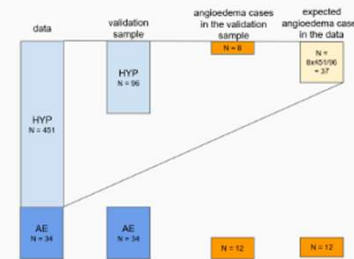 data
validation
sample
angioedema cases
in the validation
sample
expected
angioedema case
in the data
HYP
N = 451
HYP
N = 96
N = 8
N =
8x451/96
= 37
AE
N = 34
AE
N = 34
N = 12
N = 12